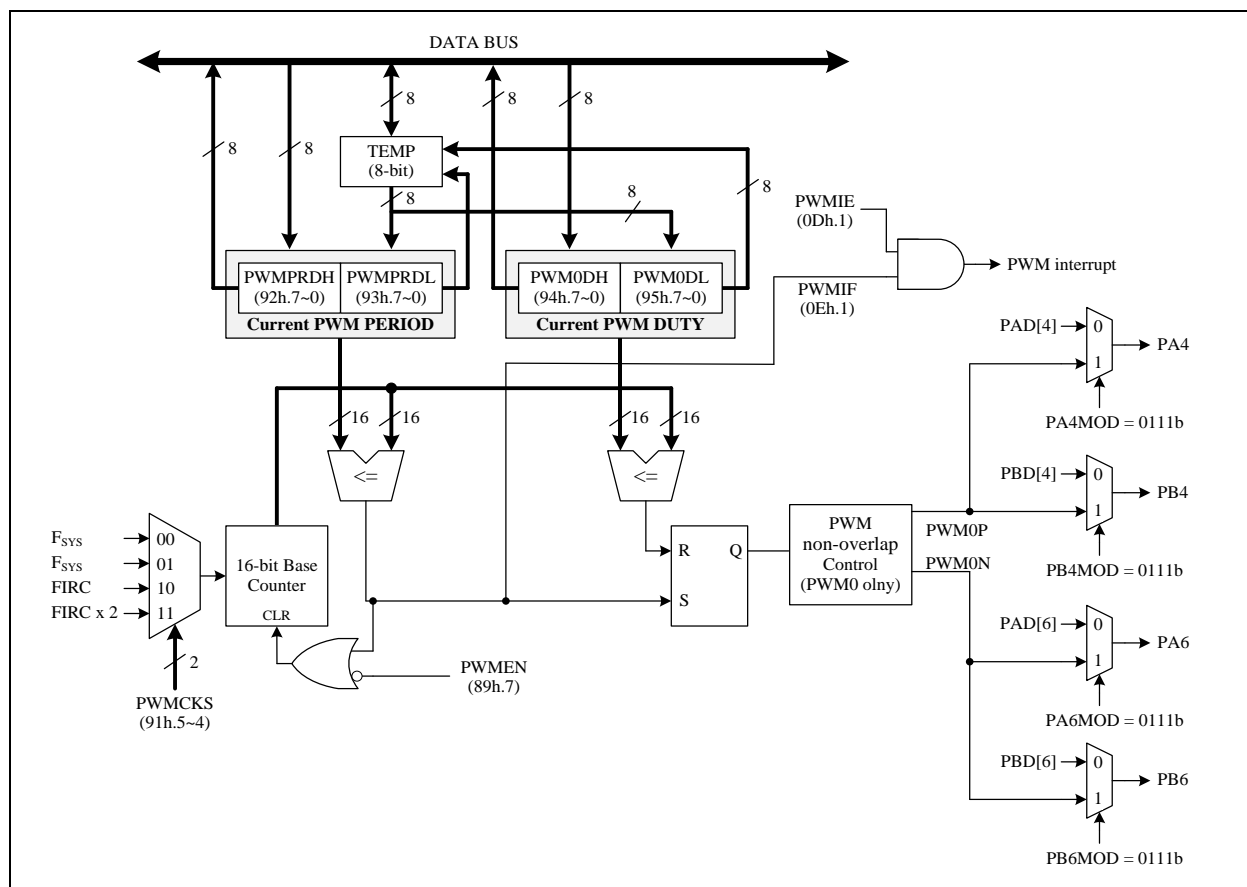 DATA BUS
8
8
8
8
8
TEMP
(8-bit)
8
8
8
PWMPRDH
(92h.7~0)
PWMPRDL
(93h.7~0)
Current PWM PERIOD
PWM0DH
(94h.7~0)
PWM0DL
(95h.7~0)
Current PWM DUTY
PWMIE
(0Dh.1)
PWMIF
(0Eh.1)
PWM interrupt
16
16
<=
16
16
<=
FSYS
FSYS
FIRC
FIRC x 2
00
01
10
11
2
PWMCKS
(91h.5~4)
16-bit Base
Counter
CLR
PWMEN
(89h.7)
R
S
Q
PWM
non-overlap
Control
(PWM0 olny)
PWM0P
PWM0N
PAD[4]
0
1
PA4
PA4MOD = 0111b
PBD[4]
0
1
PB4
PB4MOD = 0111b
PAD[6]
0
1
PA6
PA6MOD = 0111b
PBD[6]
0
1
PB6
PB6MOD = 0111b